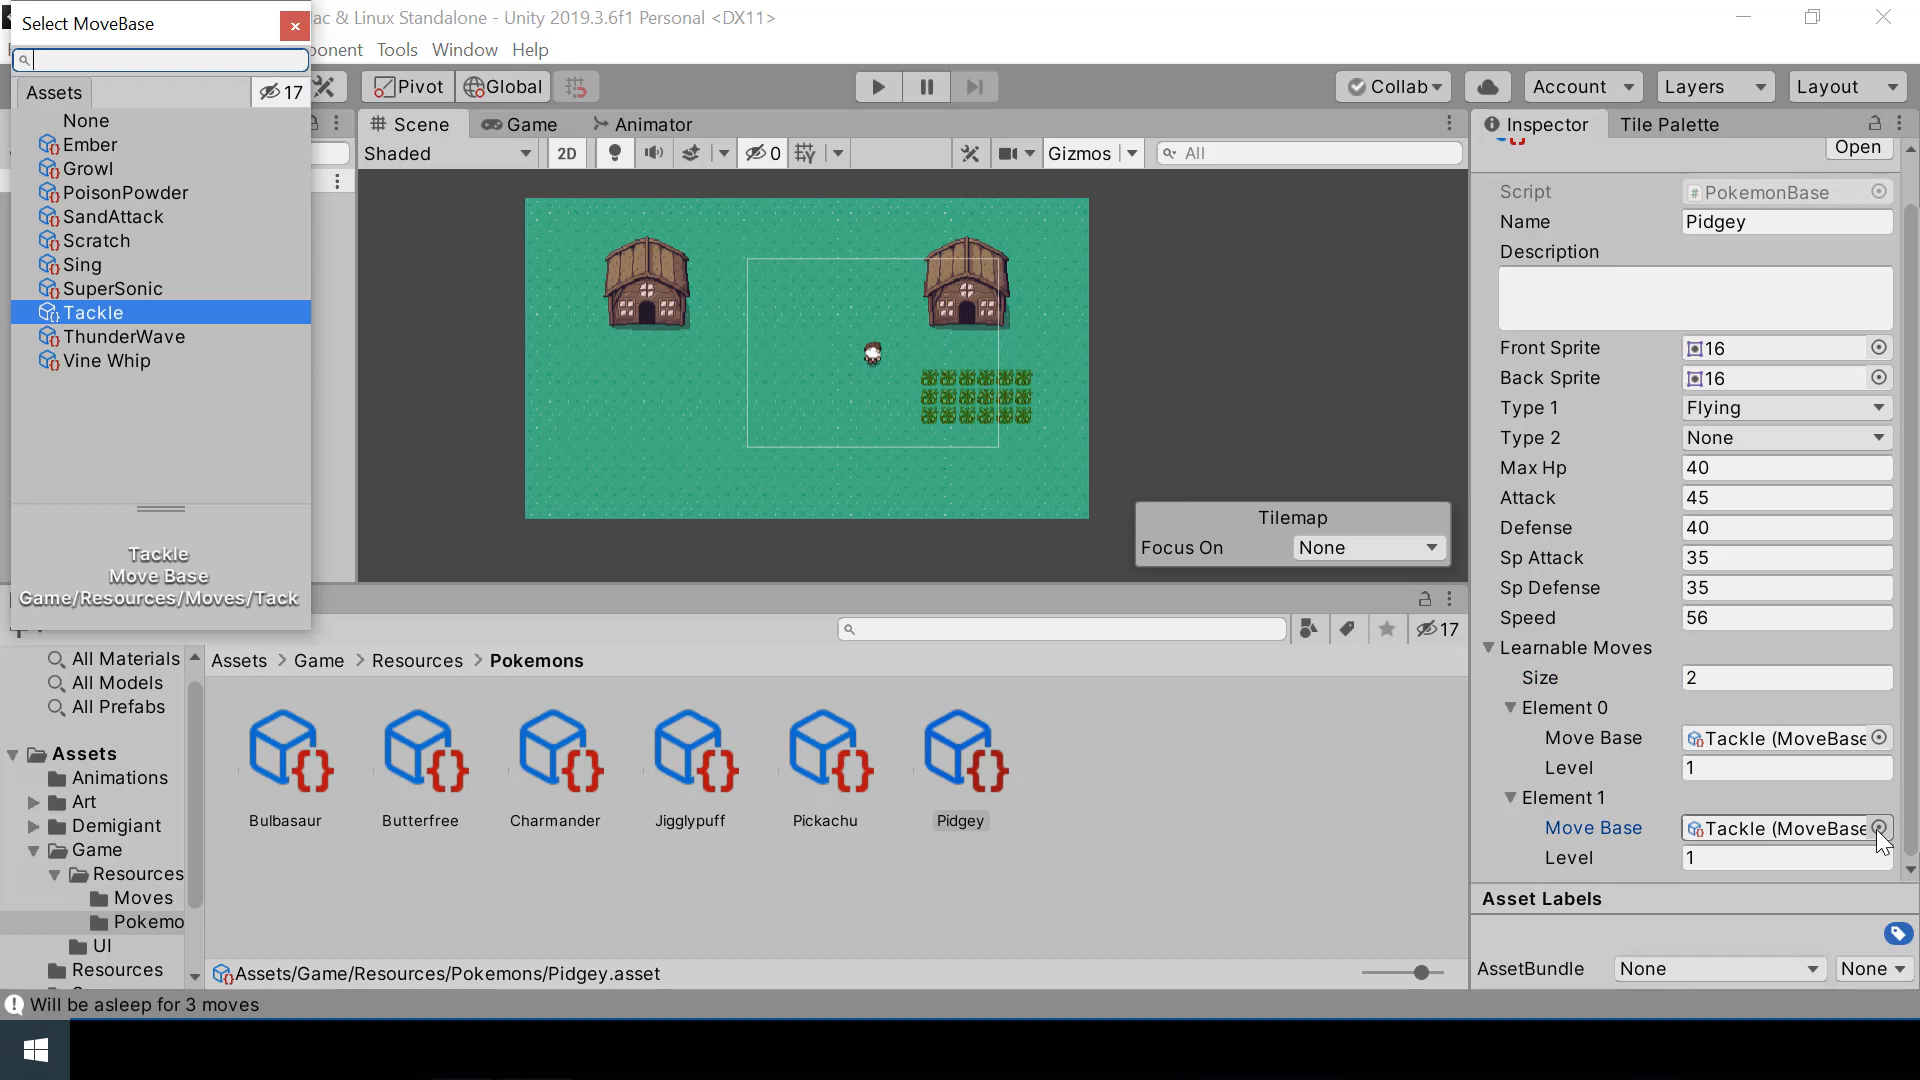 Select MoveBase
ac & Linux Standalone - Unity 2019.3.6f1 Personal <DX11>
ponent Tools Window Help
Assets
17
None
Ember
Growl
PoisonPowder
SandAttack
Scratch
Sing
SuperSonic
Tackle
ThunderWave
Vine Whip
Tackle
Move Base
Game/Resources/Moves/Tack
Pivot
Global
Collab
Account
Layers
Layout
Scene
Game
Animator
Shaded
2D
0
Gizmos
All
Tilemap
Focus On
None
Inspector
Tile Palette
Open
Script
PokemonBase
Name
Pidgey
Description
Front Sprite
16
Back Sprite
16
Type 1
Flying
Type 2
None
Max Hp
40
Attack
45
Defense
40
Sp Attack
35
Sp Defense
35
Speed
56
Learnable Moves
Size
2
Element 0
Move Base
Tackle (MoveBase
Level
1
Element 1
Move Base
Tackle (MoveBase
Level
1
Asset Labels
AssetBundle
None
None
17
All Materials
All Models
All Prefabs
Assets
Animations
Art
Demigiant
Game
Resources
Moves
Pokemo
UI
Resources
Assets > Game > Resources > Pokemons
Bulbasaur
Butterfree
Charmander
Jigglypuff
Pickachu
Pidgey
Assets/Game/Resources/Pokemons/Pidgey.asset
Will be asleep for 3 moves